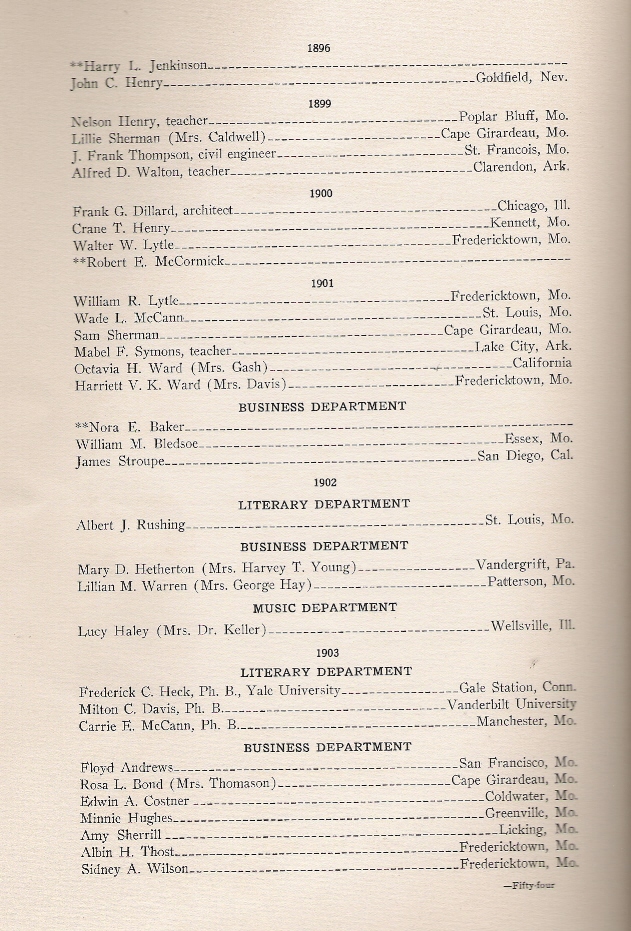 1896
**Harry L. Jenkinson
John C. Henry Goldfield, Nev.
1899
Nelson Henry, teacher Poplar Bluff, Mo.
Lillie Sherman (Mrs. Caldwell) Cape Girardeau, Mo.
J. Frank Thompson, civil engineer St. Francois, Mo.
Alfred D. Walton, teacher Clarendon, Ark.
1900
Frank G. Dillard, architect Chicago, Ill.
Crane T. Henry Kennett, Mo.
Walter W. Lytle Fredericktown, Mo.
**Robert E. McCormick
1901
William R. Lytle Fredericktown, Mo.
Wade L. McCann St. Louis, Mo.
Sam Sherman Cape Girardeau, Mo.
Mabel F. Symons, teacher Lake City, Ark.
Octavia H. Ward (Mrs. Gash) California
Harriett V. K. Ward (Mrs. Davis) Fredericktown, Mo.
BUSINESS DEPARTMENT
**Nora E. Baker
William M. Bledsoe Essex, Mo.
James Stroupe San Diego, Cal.
1902
LITERARY DEPARTMENT
Albert J. Rushing St. Louis, Mo.
BUSINESS DEPARTMENT
Mary D. Hetherton (Mrs. Harvey T. Young) Vandergrift, Pa.
Lillian M. Warren (Mrs. George Hay) Patterson, Mo.
MUSIC DEPARTMENT
Lucy Haley (Mrs. Dr. Keller) Wellsville, Ill.
1903
LITERARY DEPARTMENT
Frederick C. Heck, Ph. B., Yale University Gale Station, Conn.
Milton C. Davis, Ph. B. Vanderbilt University
Carrie E. McCann, Ph. B. Manchester, Mo.
BUSINESS DEPARTMENT
Floyd Andrews San Francisco, Mo.
Rosa L. Bond (Mrs. Thomason) Cape Girardeau, Mo.
Edwin A. Costner Coldwater, Mo.
Minnie Hughes Greenville, Mo.
Amy Sherrill Licking, Mo.
Albin H. Thost Fredericktown, Mo.
Sidney A. Wilson Fredericktown, Mo.
—Fifty-four